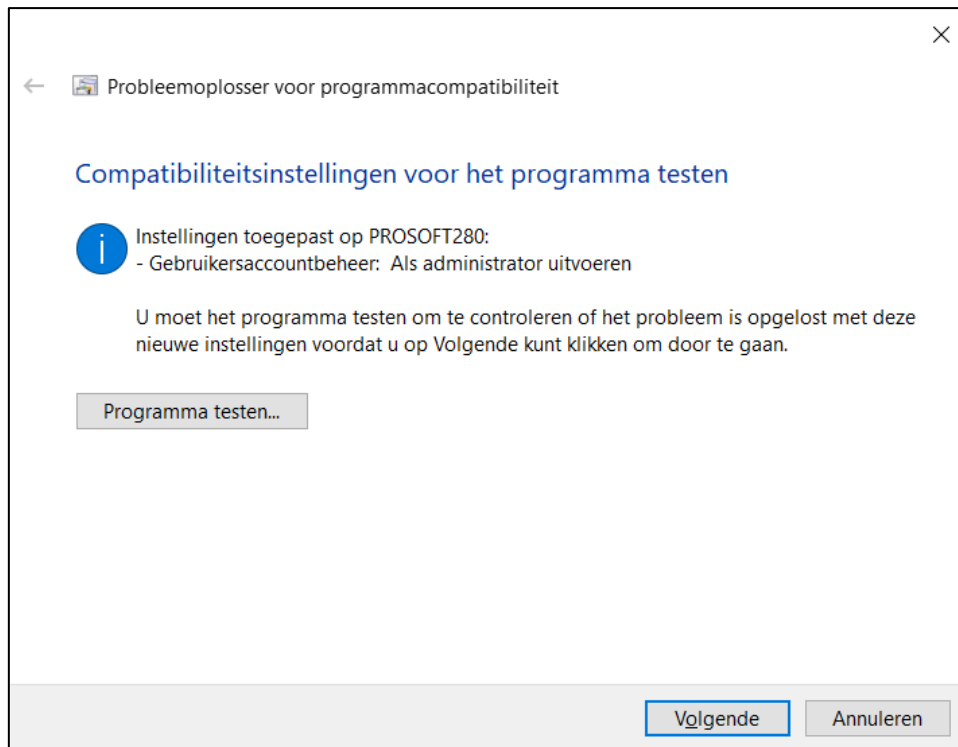 Probleemoplosser voor programmacompatibiliteit
Compatibiliteitsinstellingen voor het programma testen
Instellingen toegepast op PROSOFT280:
- Gebruikersaccountbeheer:  Als administrator uitvoeren
U moet het programma testen om te controleren of het probleem is opgelost met deze
nieuwe instellingen voordat u op Volgende kunt klikken om door te gaan.
Programma testen...
Volgende
Annuleren